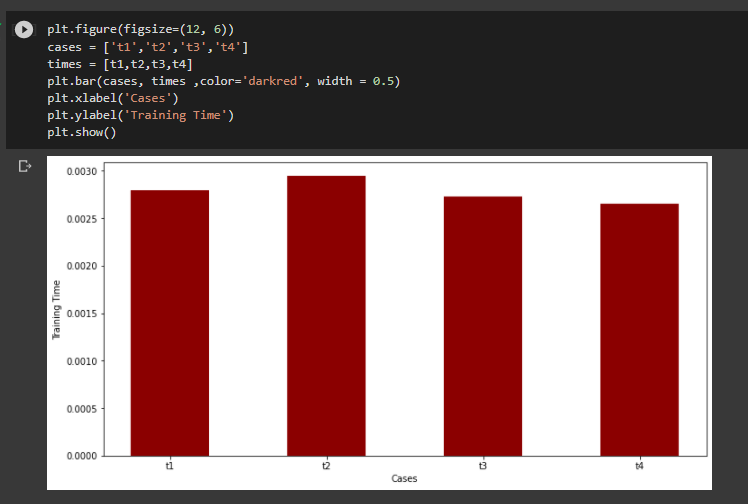 plt.figure(figsize=(12, 6))
cases = ['t1','t2','t3','t4']
times = [t1,t2,t3,t4]
plt.bar(cases, times ,color='darkred', width = 0.5)
plt.xlabel('Cases')
plt.ylabel('Training Time')
plt.show()
0.0030
0.0025
0.0020
0.0015
0.0010
0.0005
0.0000
Training Time
t1 t2 t3 t4
Cases